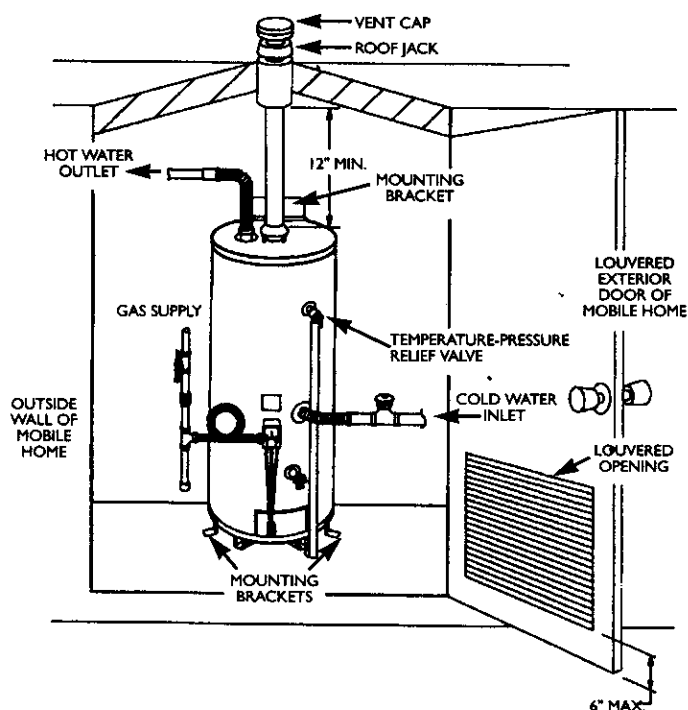 VENT CAP
ROOF JACK
HOT WATER
OUTLET
12" MIN.
MOUNTING
BRACKET
LOUVERED
EXTERIOR
DOOR OF
MOBILE HOME
GAS SUPPLY
TEMPERATURE-PRESSURE
RELIEF VALVE
OUTSIDE
WALL OF
MOBILE
HOME
COLD WATER
INLET
LOUVERED
OPENING
MOUNTING
BRACKETS
6" MAX.